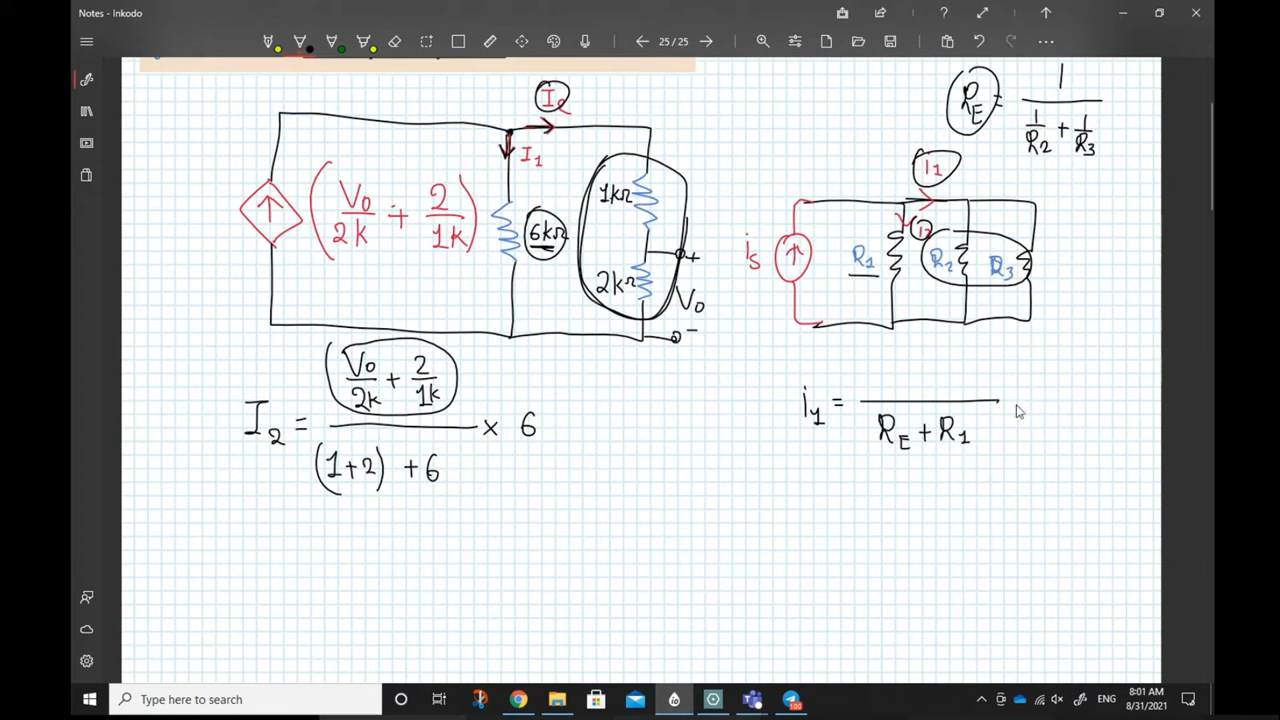 Notes - Inkodo
25 / 25
I2
I1
(V0/2k + 2/1k)
6kΩ
1kΩ
2kΩ
+
V0
-
RE = 1/(1/R2 + 1/R3)
I1
I2
is
R1
R2
R3
I2 = (V0/2k + 2/1k)/((1+2) + 6) × 6
i1 = /(RE + R1)
Type here to search
100
ENG
8:01 AM
8/31/2021